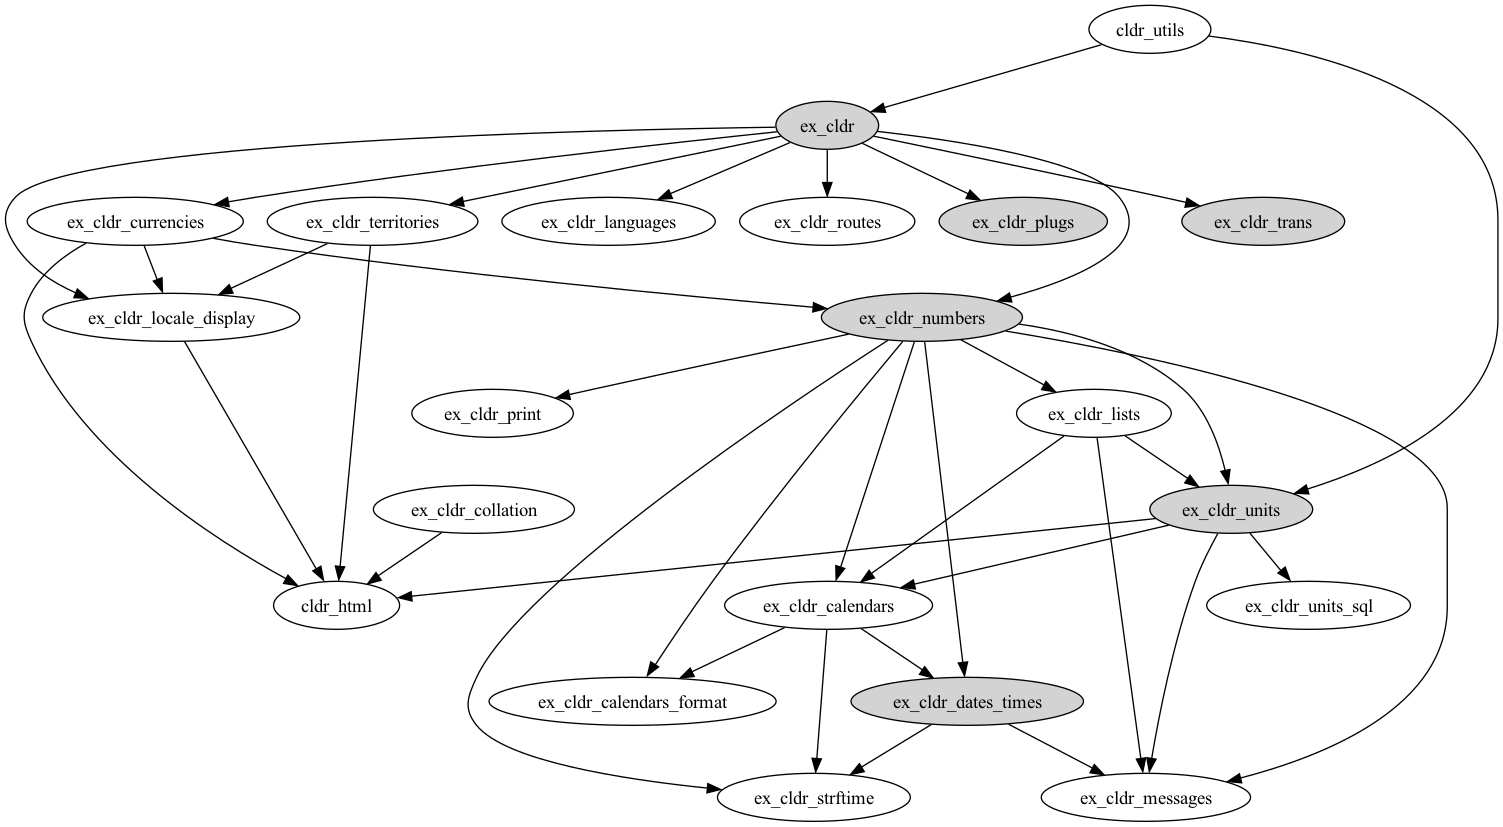 cldr_utils
ex_cldr
ex_cldr_currencies
ex_cldr_territories
ex_cldr_languages
ex_cldr_routes
ex_cldr_plugs
ex_cldr_trans
ex_cldr_locale_display
ex_cldr_numbers
ex_cldr_print
ex_cldr_lists
ex_cldr_collation
ex_cldr_units
cldr_html
ex_cldr_calendars
ex_cldr_units_sql
ex_cldr_calendars_format
ex_cldr_dates_times
ex_cldr_strftime
ex_cldr_messages